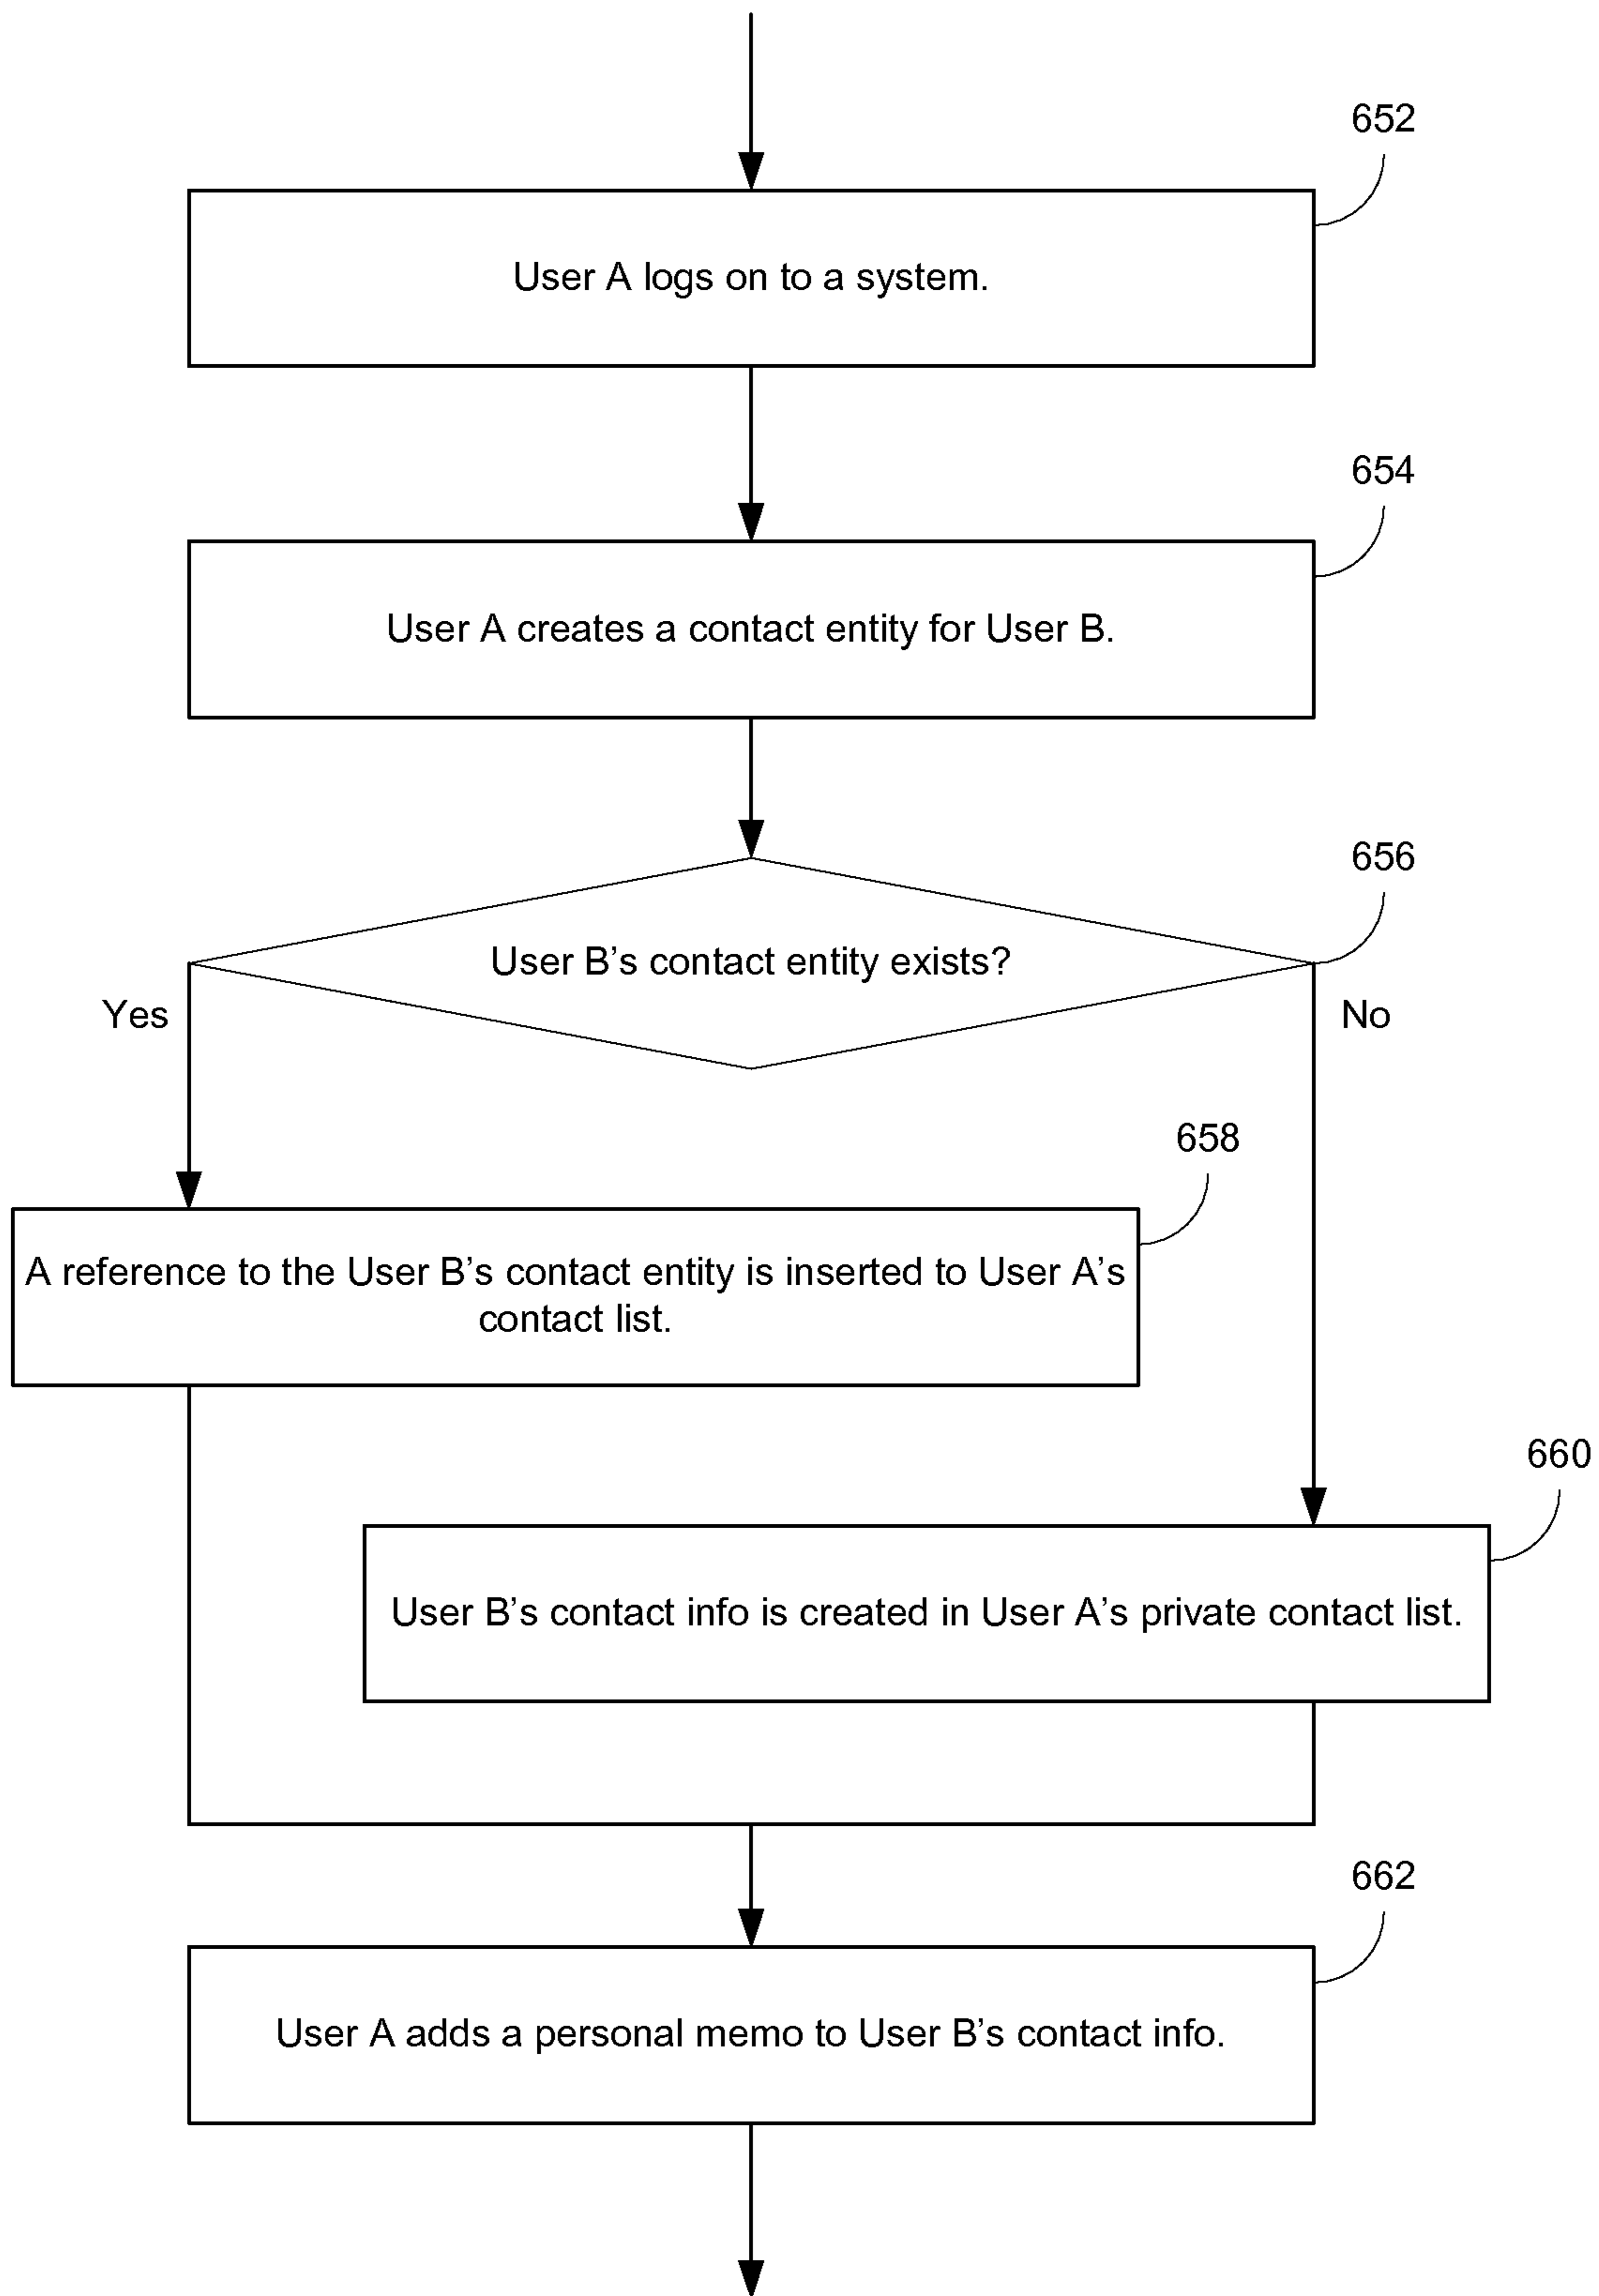 652
User A logs on to a system.
654
User A creates a contact entity for User B.
656
User B’s contact entity exists?
Yes
No
658
A reference to the User B’s contact entity is inserted to User A’s
contact list.
660
User B’s contact info is created in User A’s private contact list.
662
User A adds a personal memo to User B’s contact info.